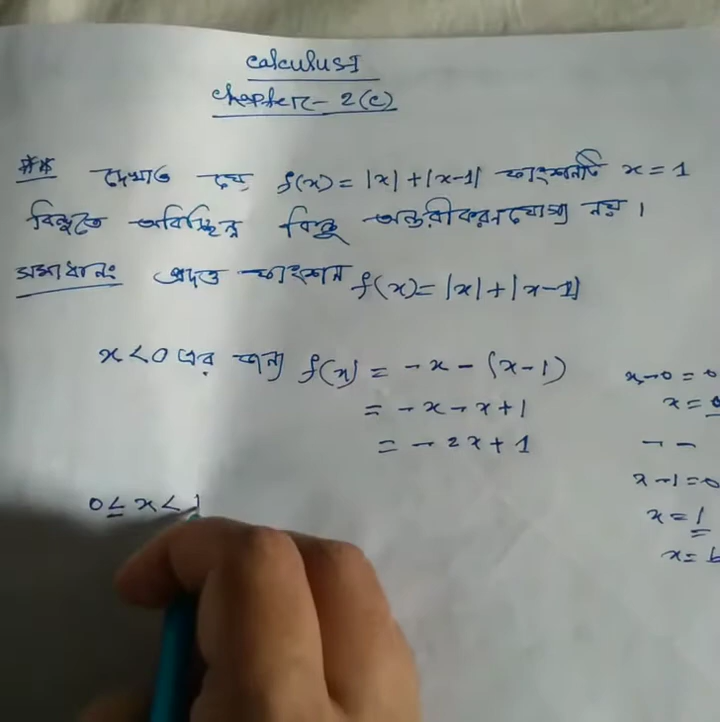 Calculus I
Chapter - 2(c)
** দেখাও যে f(x) = |x| + |x-1| ফাংশনটি x = 1
বিন্দুতে অবিচ্ছিন্ন কিন্তু অন্তরীকরণযোগ্য নয়।
সমাধান: প্রদত্ত ফাংশন f(x) = |x| + |x-1|
x < 0 এর জন্য f(x) = -x - (x-1)
= -x - x + 1
= -2x + 1
0 ≤ x < 1
x-0 = 0
x = 0
- -
x-1 = 0
x = 1
x =